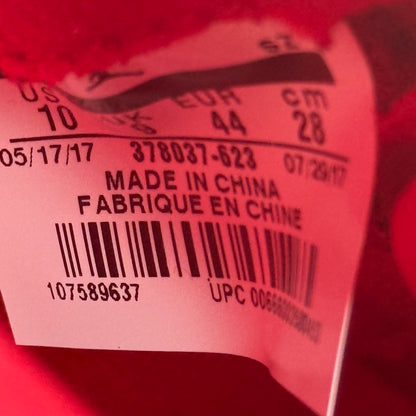 SZ
US UK EUR cm
10 9 44 28
05/17/17 378037-623 07/29/17
MADE IN CHINA
FABRIQUE EN CHINE
107589637 UPC